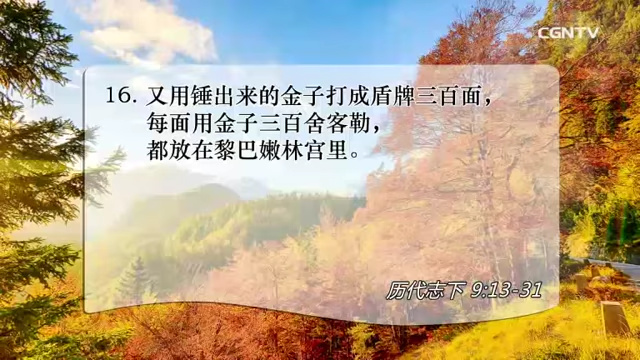 CGNTV
16. 又用锤出来的金子打成盾牌三百面，
每面用金子三百舍客勒，
都放在黎巴嫩林宫里。
历代志下 9:13-31